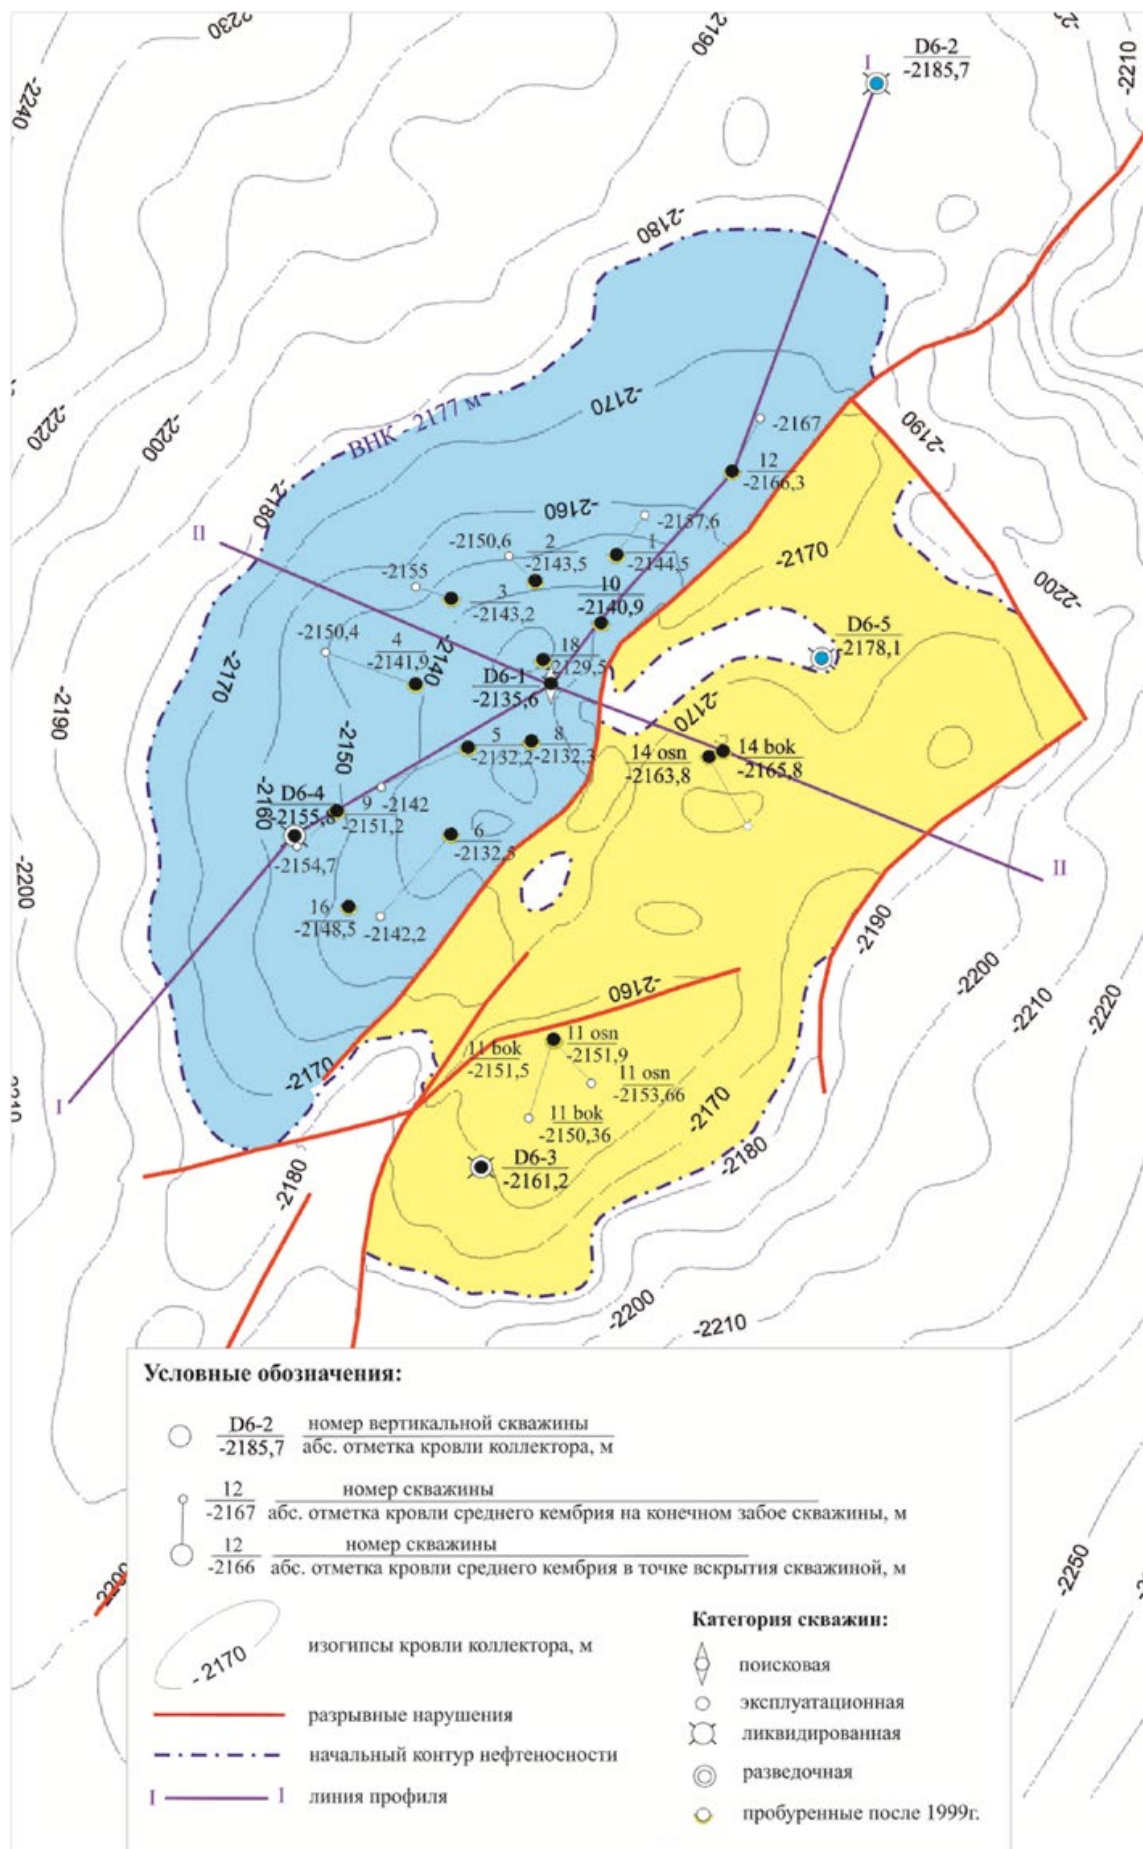 -2230
-2190
-2210
I
D6-2
-2185,7
-2240
-2180
-2220
-2200
ВНК - 2177 м
-2170
-2190
-2167
12
-2166,3
-2180
II
-2160
-2157,6
-2150,6
2
-2143,5
1
-2144,5
-2170
-2155
3
-2143,2
10
-2140,9
-2200
-2150,4
4
-2141,9
-2140
18
-2129,5
D6-5
-2178,1
-2170
D6-1
-2135,6
-2190
-2150
5
-2132,2
8
-2132,3
-2170
14 osn
-2163,8
14 bok
-2165,8
-2160
D6-4
-2155,8
9
-2151,2
-2142
-2154,7
6
-2132,5
-2200
II
16
-2148,5
-2142,2
-2190
-2200
-2210
-2220
-2160
11 bok
-2151,5
11 osn
-2151,9
11 osn
-2153,66
-2170
I
11 bok
-2150,36
-2170
D6-3
-2161,2
-2180
-2180
-2200
-2210
Условные обозначения:
D6-2
-2185,7
номер вертикальной скважины
абс. отметка кровли коллектора, м
12
-2167
номер скважины
абс. отметка кровли среднего кембрия на конечном забое скважины, м
12
-2166
номер скважины
абс. отметка кровли среднего кембрия в точке вскрытия скважиной, м
-2200
-2250
- 2170
изогипсы кровли коллектора, м
разрывные нарушения
начальный контур нефтеносности
I I линия профиля
Категория скважин:
поисковая
эксплуатационная
ликвидированная
разведочная
пробуренные после 1999г.